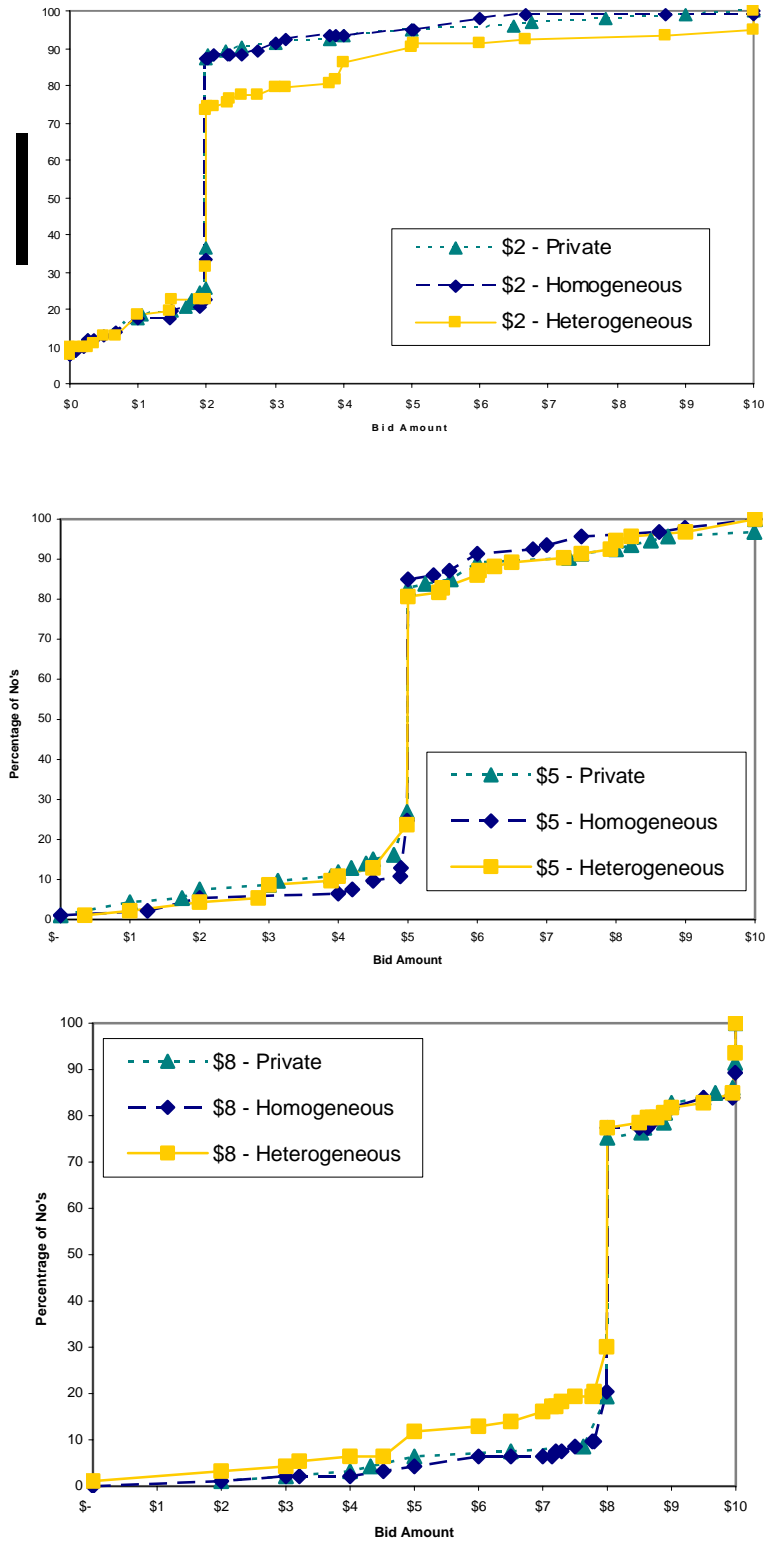 100
90
80
70
60
50
40
30
20
10
0
$2 - Private
$2 - Homogeneous
$2 - Heterogeneous
$0 $1 $2 $3 $4 $5 $6 $7 $8 $9 $10
Bid Amount
100
90
80
70
60
50
40
30
20
10
0
Percentage of No's
$5 - Private
$5 - Homogeneous
$5 - Heterogeneous
$- $1 $2 $3 $4 $5 $6 $7 $8 $9 $10
Bid Amount
100
90
80
70
60
50
40
30
20
10
0
Percentrage of No's
$8 - Private
$8 - Homogeneous
$8 - Heterogeneous
$- $1 $2 $3 $4 $5 $6 $7 $8 $9 $10
Bid Amount